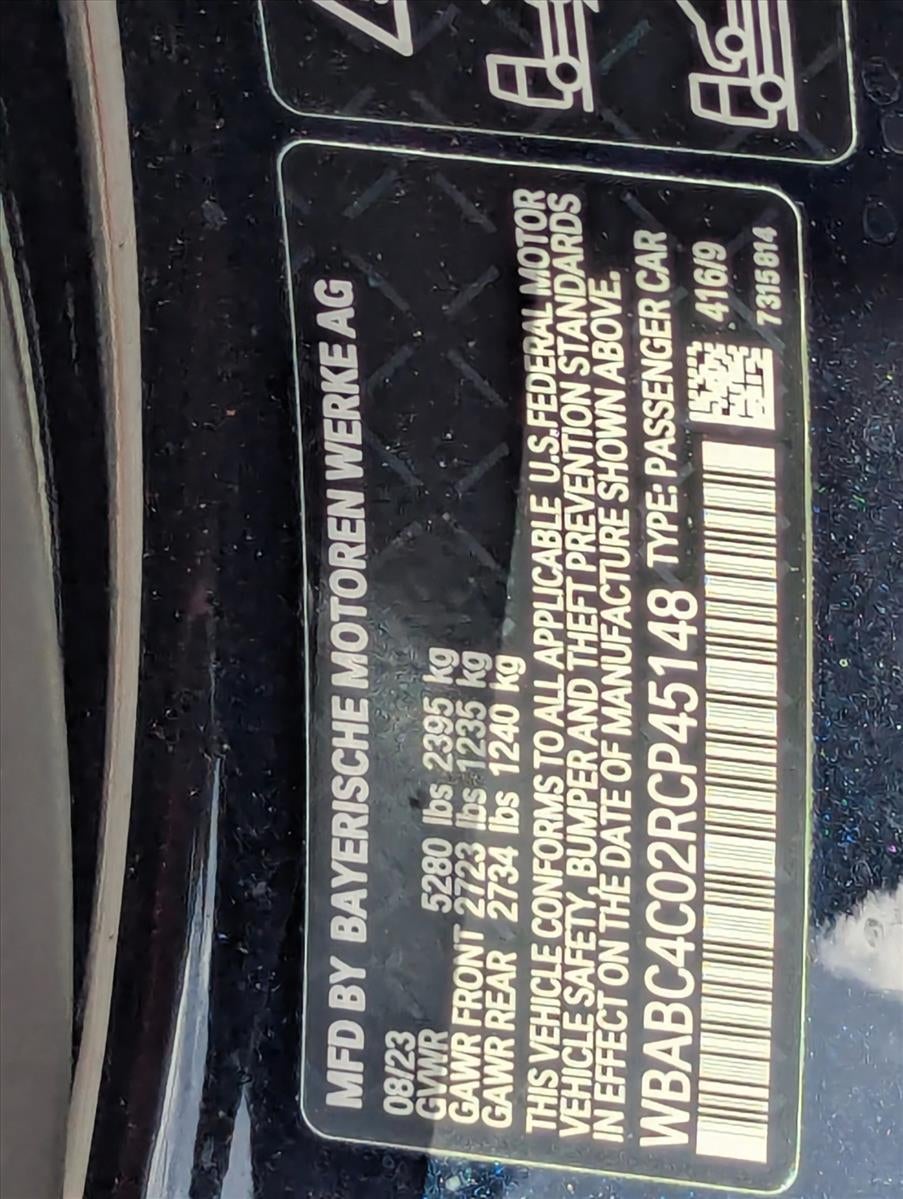 MFD BY BAYERISCHE MOTOREN WERKE AG
08/23
GVWR 5280 lbs 2395 kg
GAWR FRONT 2723 lbs 1235 kg
GAWR REAR 2734 lbs 1240 kg
THIS VEHICLE CONFORMS TO ALL APPLICABLE U.S.FEDERAL MOTOR
VEHICLE SAFETY, BUMPER AND THEFT PREVENTION STANDARDS
IN EFFECT ON THE DATE OF MANUFACTURE SHOWN ABOVE.
WBABC4C02RCP45148 TYPE: PASSENGER CAR
416/9
7315814